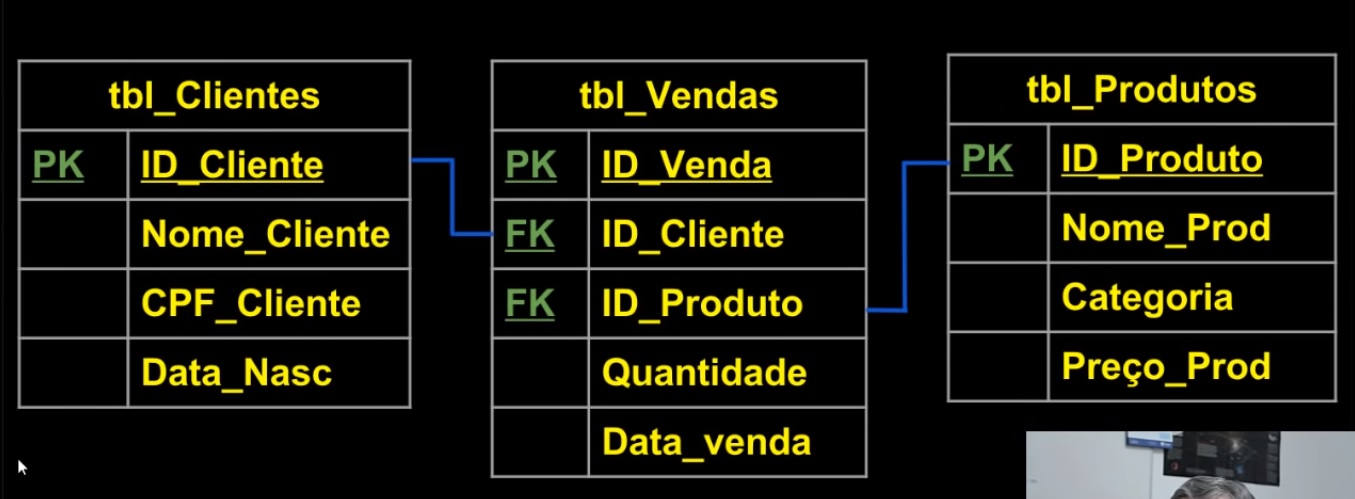 tbl_Clientes
PK ID_Cliente
Nome_Cliente
CPF_Cliente
Data_Nasc
tbl_Vendas
PK ID_Venda
FK ID_Cliente
FK ID_Produto
Quantidade
Data_venda
tbl_Produtos
PK ID_Produto
Nome_Prod
Categoria
Preço_Prod